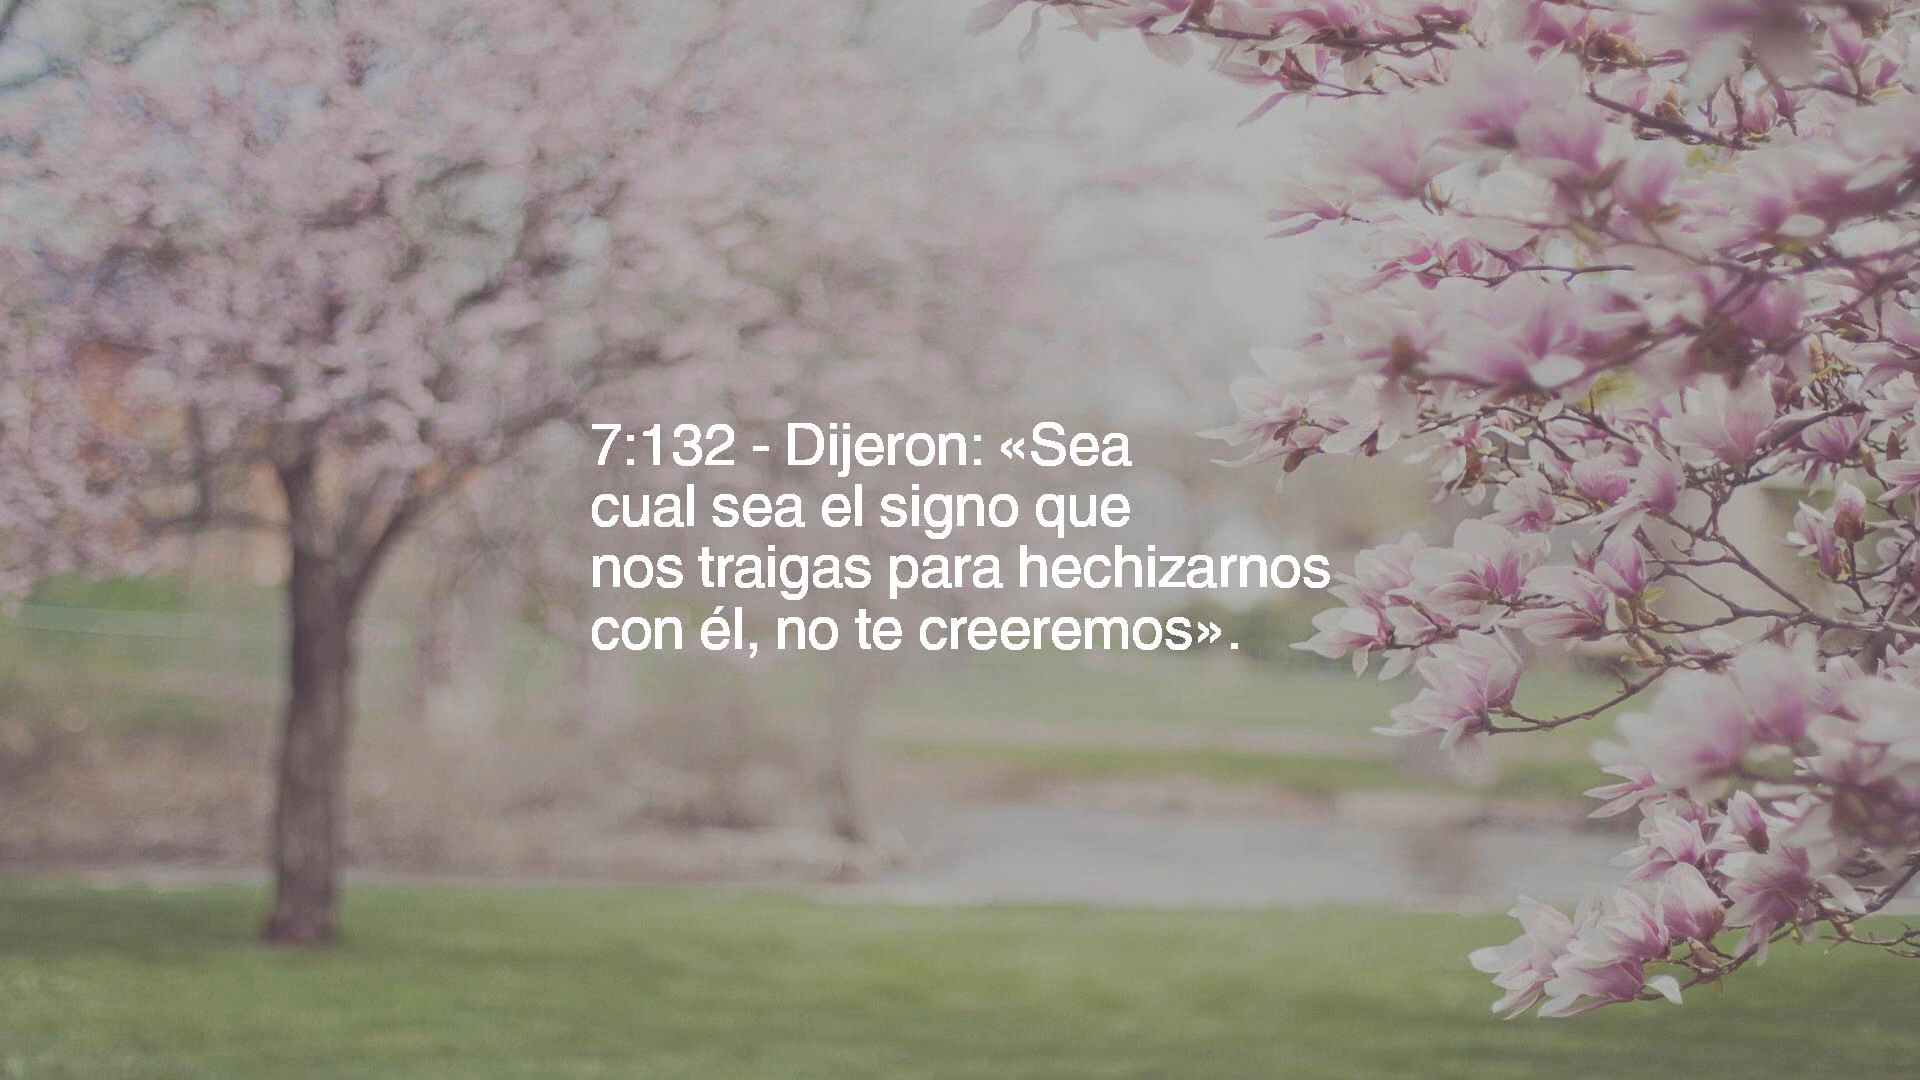 7:132 - Dijeron: «Sea
cual sea el signo que
nos traigas para hechizarnos
con él, no te creeremos».